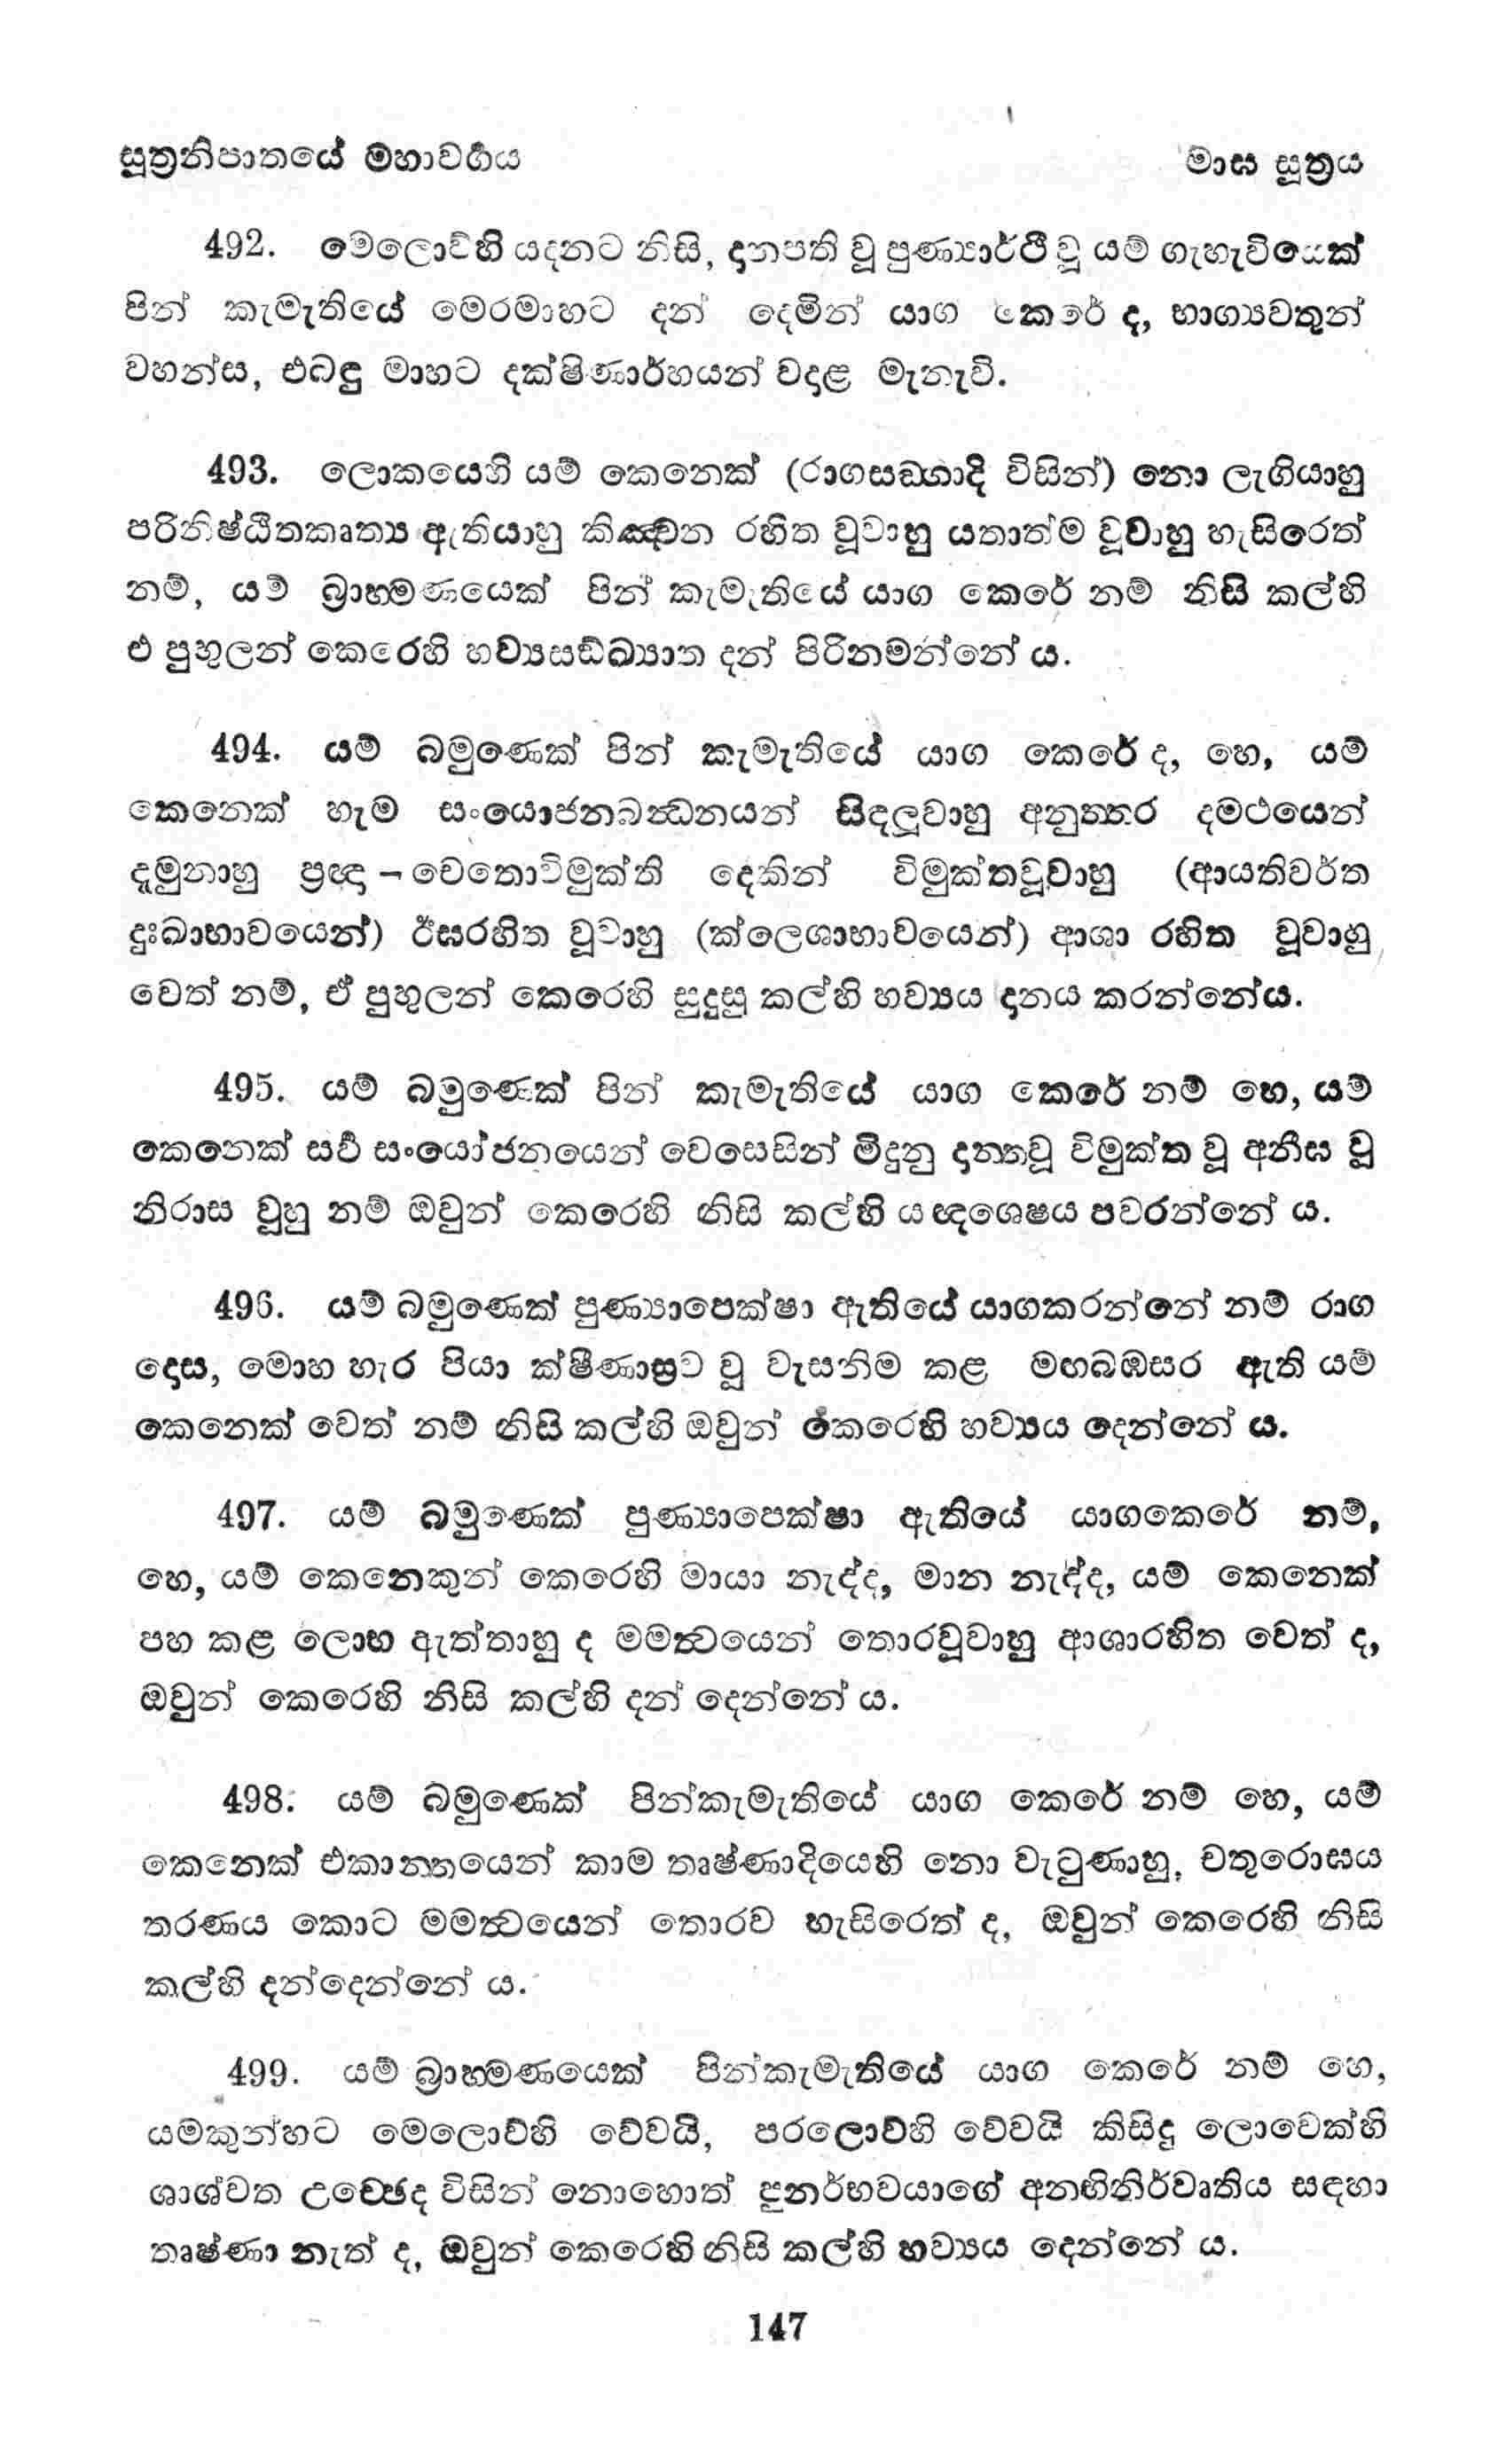 සූත්‍රනිපාතයේ මහාවර්ගය
මාඝ සූත්‍රය
492. මෙලොව්හි යදනට නිසි, දානපති වූ පුණ්‍යාර්ථී වූ යම් ගැහැවියෙක්
පින් කැමැතියේ මෙරමාහට දන් දෙමින් යාග කෙරේ ද, භාග්‍යවතුන්
වහන්ස, එබඳු මාහට දක්ෂිණාර්හයන් වදාළ මැනැවි.
493. ලොකයෙහි යම් කෙනෙක් (රාගසඞ්ගාදි විසින්) නො ලැගියාහු
පරිනිෂ්ඨිතකෘත්‍ය ඇතියාහු කිඤ්චන රහිත වූවාහු යතාත්ම වූවාහු හැසිරෙත්
නම්, යම් බ්‍රාහ්මණයෙක් පින් කැමැතියේ යාග කෙරේ නම් නිසි කල්හි
එ පුහුලන් කෙරෙහි හව්‍යසඞ්ඛ්‍යාත දන් පිරිනමන්නේ ය.
494. යම් බමුණෙක් පින් කැමැතියේ යාග කෙරේ ද, හෙ, යම්
කෙනෙක් හැම සංයොජනබන්‍ධනයන් සිඳලූවාහු අනුත්තර දමථයෙන්
දැමුනාහු ප්‍රඥා - චෙතොවිමුක්ති දෙකින් විමුක්තවූවාහු (ආයතිවර්ත
දුඃඛාභාවයෙන්) ඊඝරහිත වූවාහු (ක්ලෙශාභාවයෙන්) ආශා රහිත වූවාහු
වෙත් නම්, ඒ පුහුලන් කෙරෙහි සුදුසු කල්හි හව්‍යය දානය කරන්නේය.
495. යම් බමුණෙක් පින් කැමැතියේ යාග කෙරේ නම් හෙ, යම්
කෙනෙක් සර්‍ව සංයෝජනයෙන් වෙසෙසින් මිදුනු දාන්තවූ විමුක්ත වූ අනීඝ වූ
නිරාස වූහු නම් ඔවුන් කෙරෙහි නිසි කල්හි යඥශෙෂය පවරන්නේ ය.
496. යම් බමුණෙක් පුණ්‍යාපෙක්ෂා ඇතියේ යාගකරන්නේ නම් රාග
දොස, මොහ හැර පියා ක්ෂීණාස්‍රව වූ වැසනිම කළ මඟබඹසර ඇති යම්
කෙනෙක් වෙත් නම් නිසි කල්හි ඔවුන් කෙරෙහි හව්‍යය දෙන්නේ ය.
497. යම් බමුණෙක් පුණ්‍යාපෙක්ෂා ඇතියේ යාගකෙරේ නම්,
හෙ, යම් කෙනෙකුන් කෙරෙහි මායා නැද්ද, මාන නැද්ද, යම් කෙනෙක්
පහ කළ ලොභ ඇත්තාහු ද මමත්‍වයෙන් තොරවූවාහු ආශාරහිත වෙත් ද,
ඔවුන් කෙරෙහි නිසි කල්හි දන් දෙන්නේ ය.
498. යම් බමුණෙක් පින්කැමැතියේ යාග කෙරේ නම් හෙ, යම්
කෙනෙක් එකාන්තයෙන් කාම තෘෂ්ණාදියෙහි නො වැටුණාහු, චතුරොඝය
තරණය කොට මමත්‍වයෙන් තොරව හැසිරෙත් ද, ඔවුන් කෙරෙහි නිසි
කල්හි දන්දෙන්නේ ය.
499. යම් බ්‍රාහ්මණයෙක් පින්කැමැතියේ යාග කෙරේ නම් හෙ,
යමකුන්හට මෙලොව්හි වේවයි, පරලොව්හි වේවයි කිසිදු ලොවෙක්හි
ශාශ්වත උච්ඡේද විසින් නොහොත් පුනර්භවයාගේ අනභිනිර්වෘතිය සඳහා
තෘෂ්ණා නැත් ද, ඔවුන් කෙරෙහි නිසි කල්හි හව්‍යය දෙන්නේ ය.
147